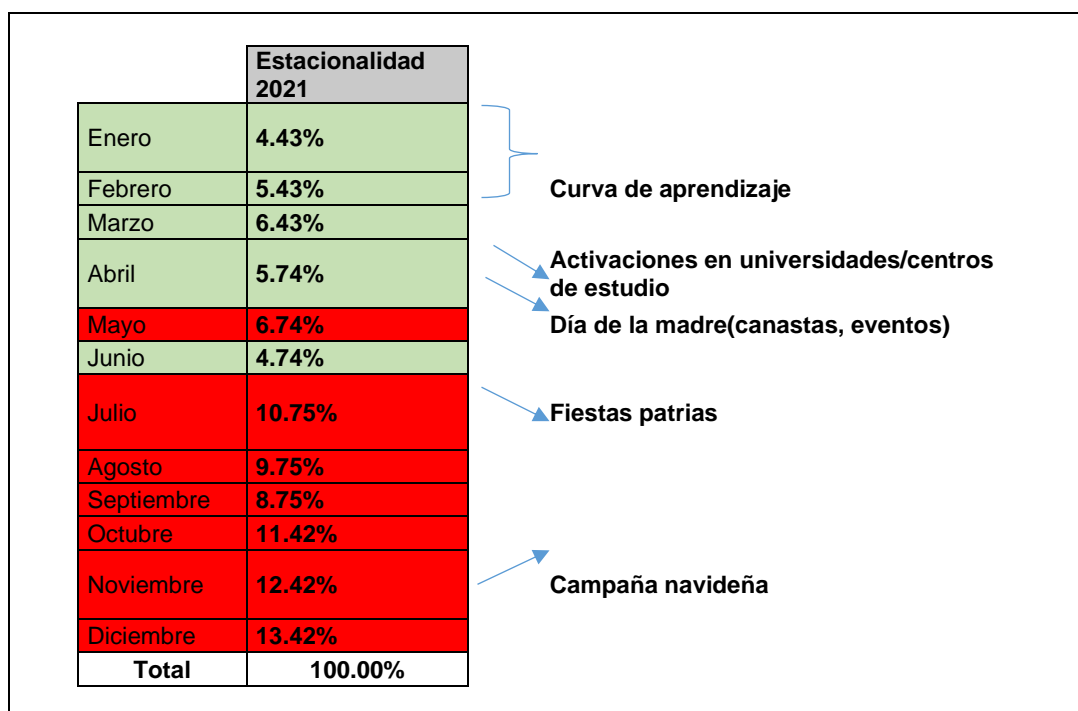 Estacionalidad
2021
Enero 4.43%
Febrero 5.43% Curva de aprendizaje
Marzo 6.43%
Abril 5.74% Activaciones en universidades/centros
de estudio
Mayo 6.74% Día de la madre(canastas, eventos)
Junio 4.74%
Julio 10.75% Fiestas patrias
Agosto 9.75%
Septiembre 8.75%
Octubre 11.42%
Noviembre 12.42% Campaña navideña
Diciembre 13.42%
Total 100.00%